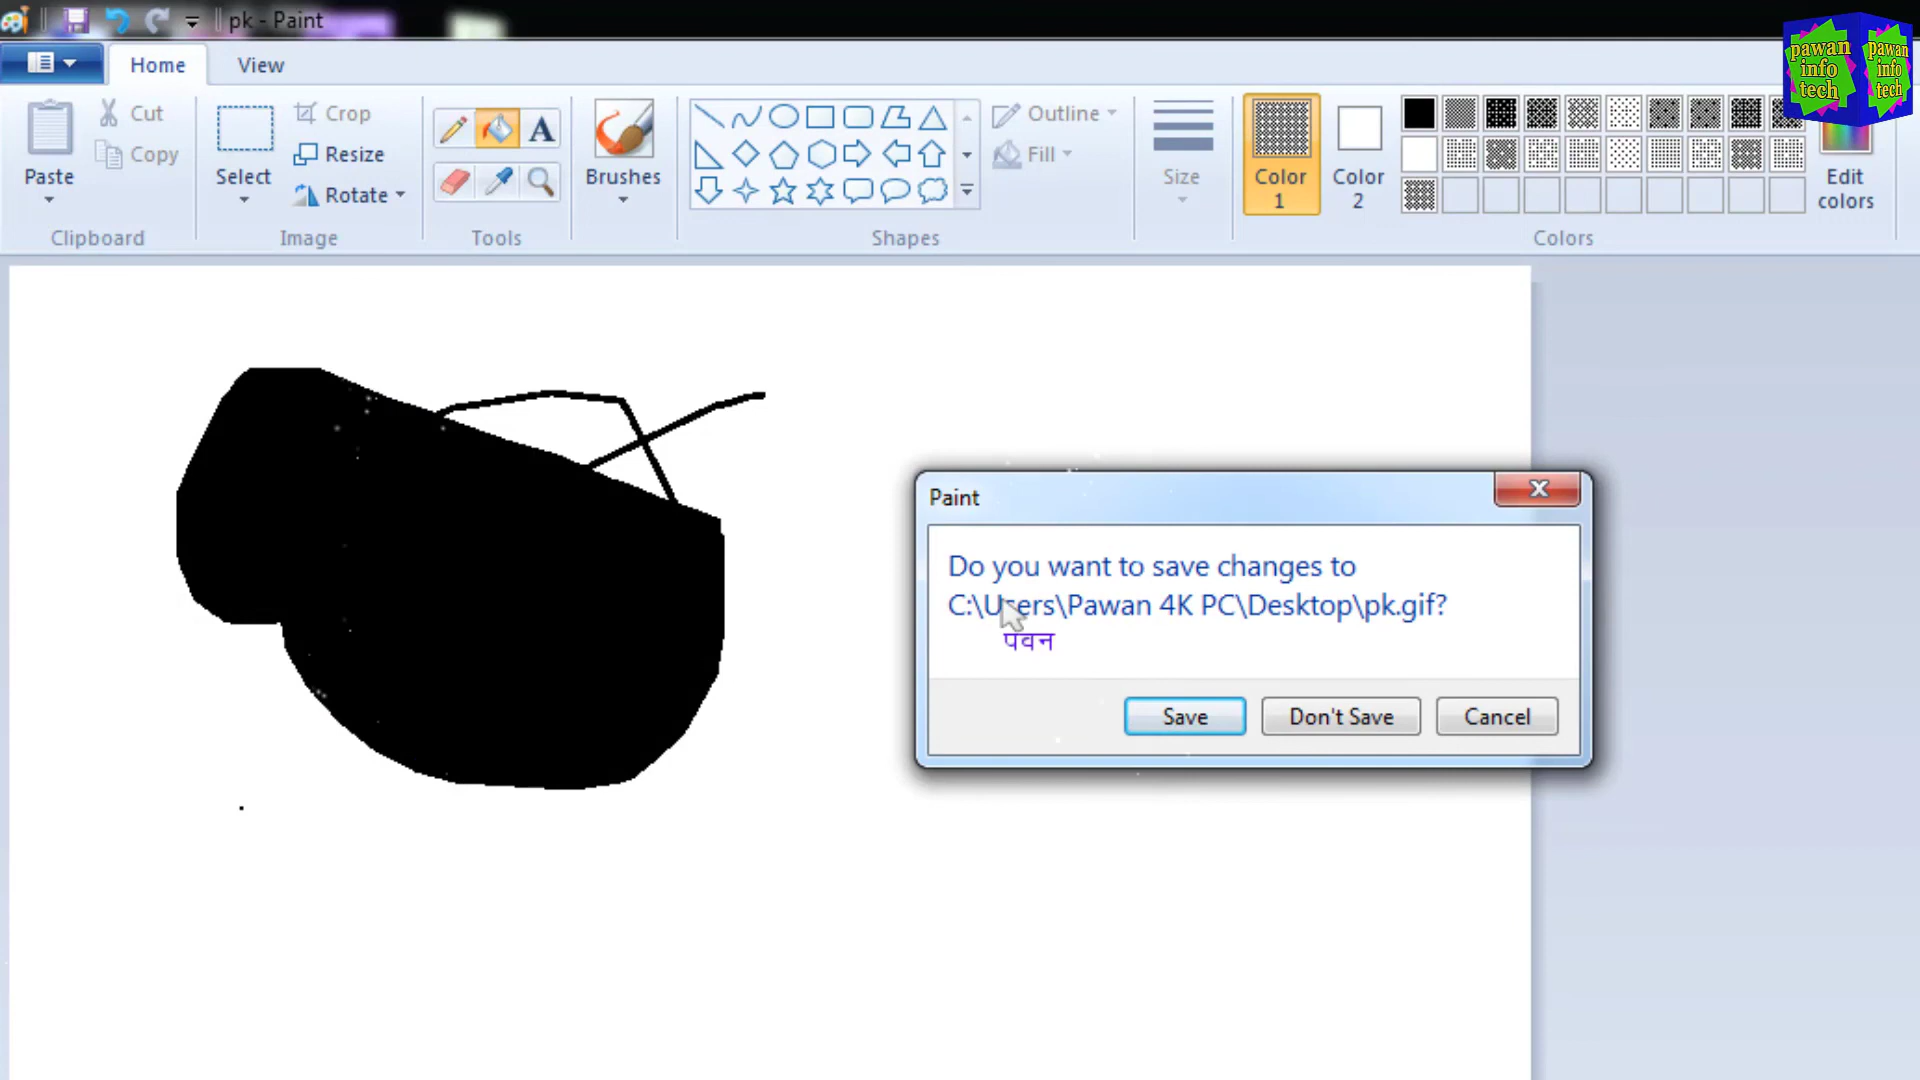 pk - Paint
Home
View
Paste
Cut
Copy
Clipboard
Select
Crop
Resize
Rotate
Image
A
Tools
Brushes
Shapes
Outline
Fill
Size
Color
1
Color
2
Edit
colors
Colors
pawan
info
tech
pawan
info
tech
Paint
Do you want to save changes to
C:\Users\Pawan 4K PC\Desktop\pk.gif?
पवन
Save
Don't Save
Cancel